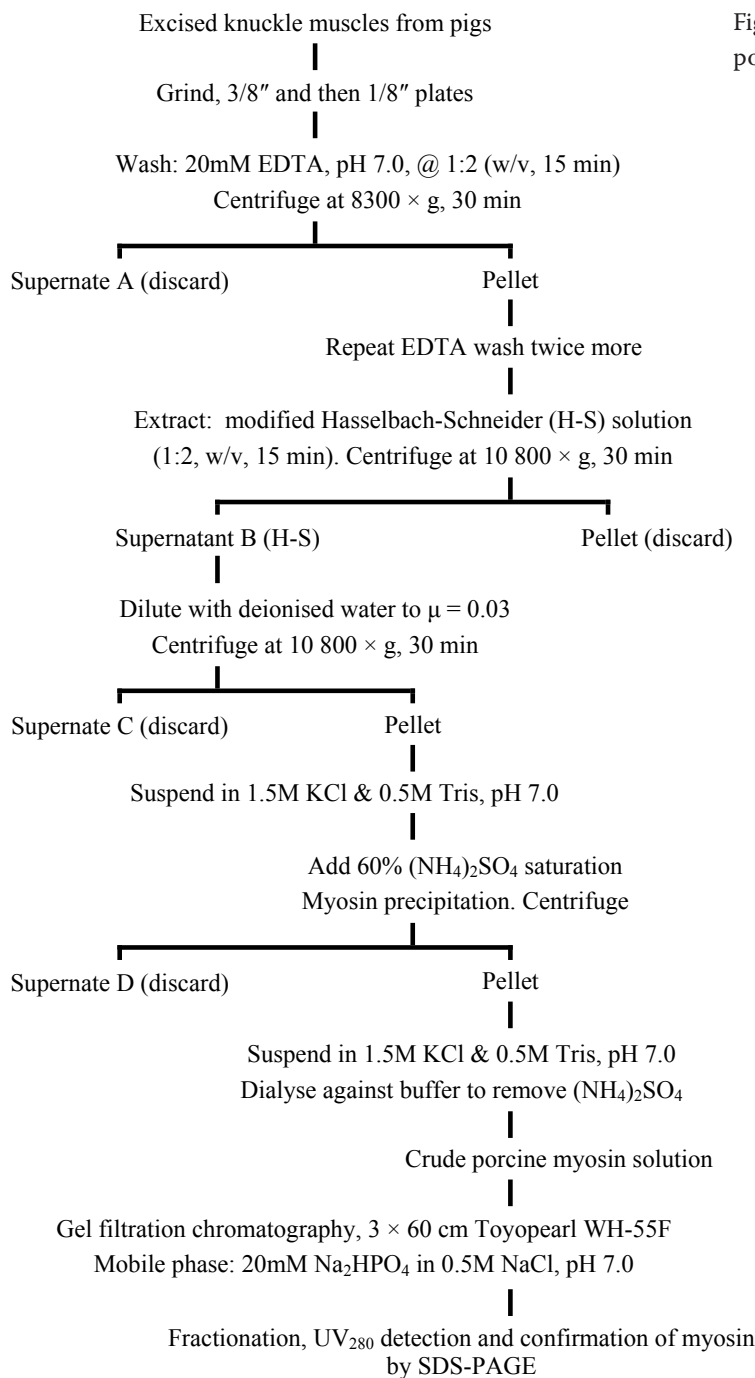 Excised knuckle muscles from pigs
Fig
po
Grind, 3/8″ and then 1/8″ plates
Wash: 20mM EDTA, pH 7.0, @ 1:2 (w/v, 15 min)
Centrifuge at 8300 × g, 30 min
Supernate A (discard)
Pellet
Repeat EDTA wash twice more
Extract:  modified Hasselbach-Schneider (H-S) solution
(1:2, w/v, 15 min). Centrifuge at 10 800 × g, 30 min
Supernatant B (H-S)
Pellet (discard)
Dilute with deionised water to μ = 0.03
Centrifuge at 10 800 × g, 30 min
Supernate C (discard)
Pellet
Suspend in 1.5M KCl & 0.5M Tris, pH 7.0
Add 60% (NH₄)₂SO₄ saturation
Myosin precipitation. Centrifuge
Supernate D (discard)
Pellet
Suspend in 1.5M KCl & 0.5M Tris, pH 7.0
Dialyse against buffer to remove (NH₄)₂SO₄
Crude porcine myosin solution
Gel filtration chromatography, 3 × 60 cm Toyopearl WH-55F
Mobile phase: 20mM Na₂HPO₄ in 0.5M NaCl, pH 7.0
Fractionation, UV₂₈₀ detection and confirmation of myosin
by SDS-PAGE